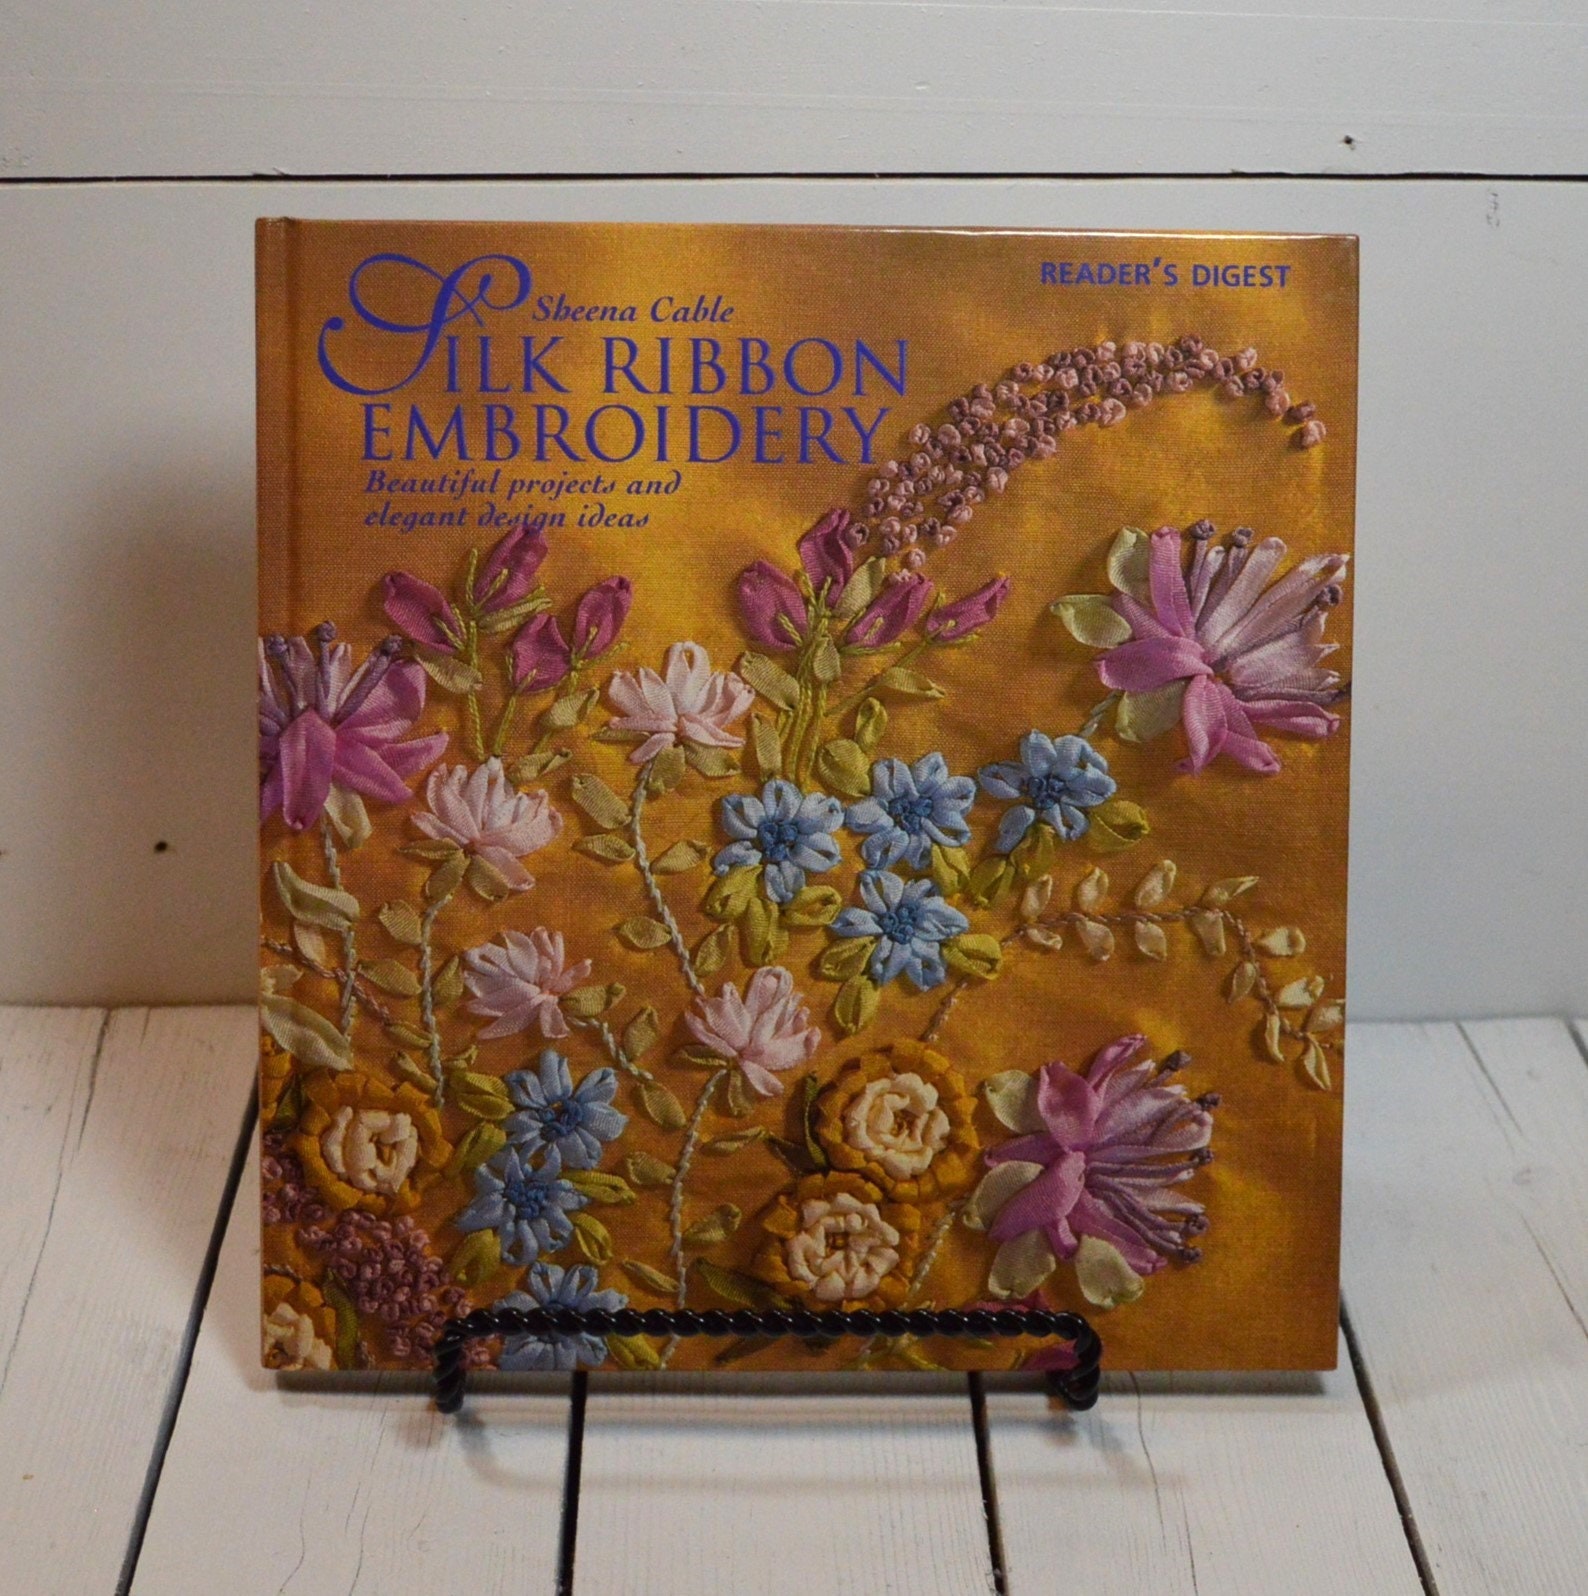 READER'S DIGEST
Sheena Cable
SILK RIBBON
EMBROIDERY
Beautiful projects and
elegant design ideas